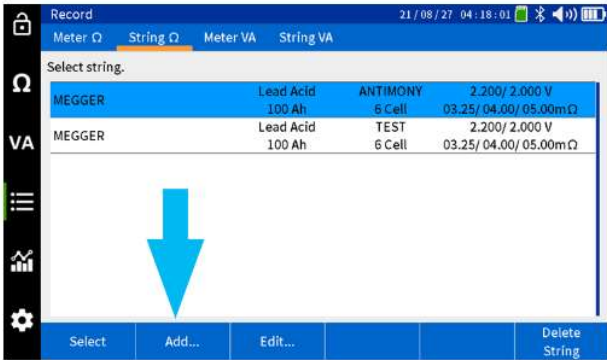 Record 21/08/27 04:18:01
Meter Ω String Ω Meter VA String VA
Select string.
MEGGER Lead Acid ANTIMONY 2.200/ 2.000 V
100 Ah 6 Cell 03.25/ 04.00/ 05.00mΩ
MEGGER Lead Acid TEST 2.200/ 2.000 V
100 Ah 6 Cell 03.25/ 04.00/ 05.00mΩ
Ω
VA
Select Add... Edit... Delete String